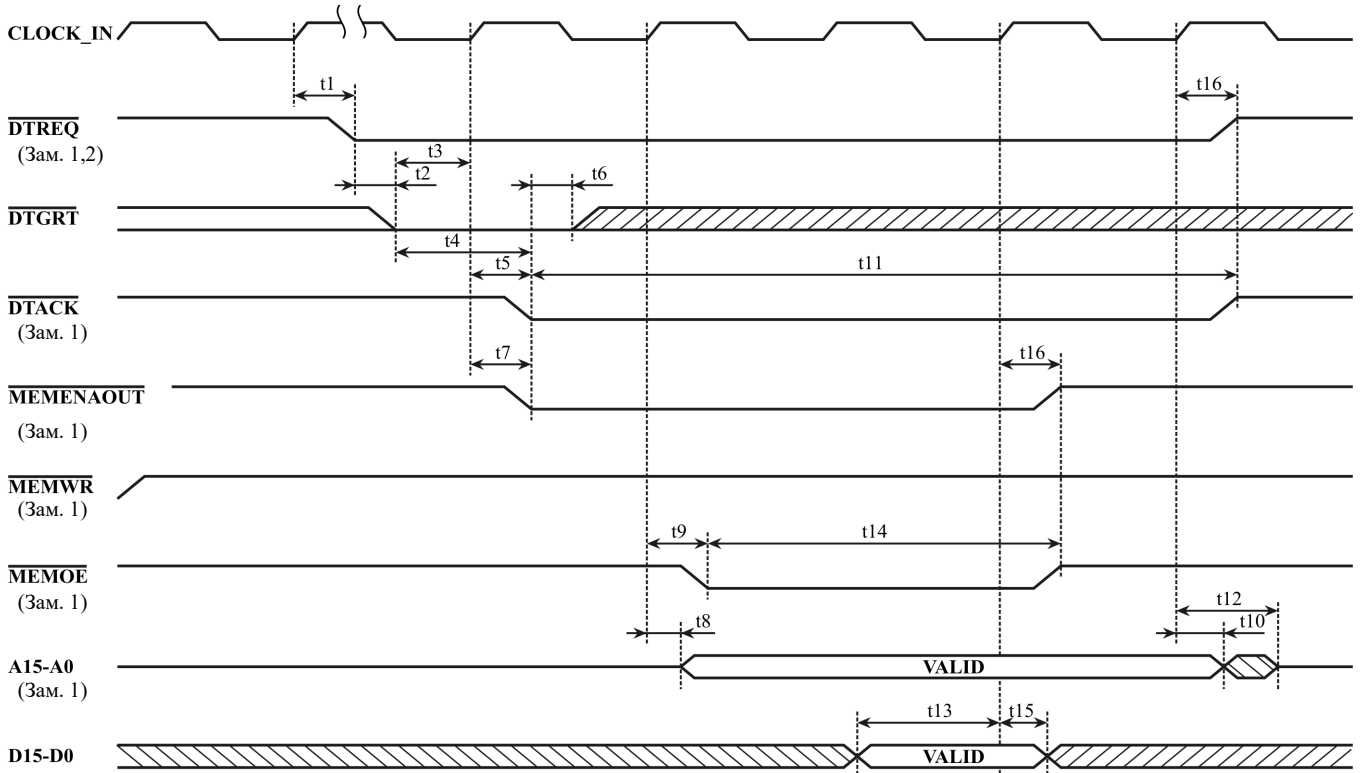 CLOCK_IN
t1
t16
DTREQ
(Зам. 1,2)
t3
t2
t6
DTGRT
t4
t5
t11
DTACK
(Зам. 1)
t7
t16
MEMENAOUT
(Зам. 1)
MEMWR
(Зам. 1)
t9
t14
MEMOE
(Зам. 1)
t12
t8
t10
A15-A0
VALID
(Зам. 1)
t13
t15
D15-D0
VALID